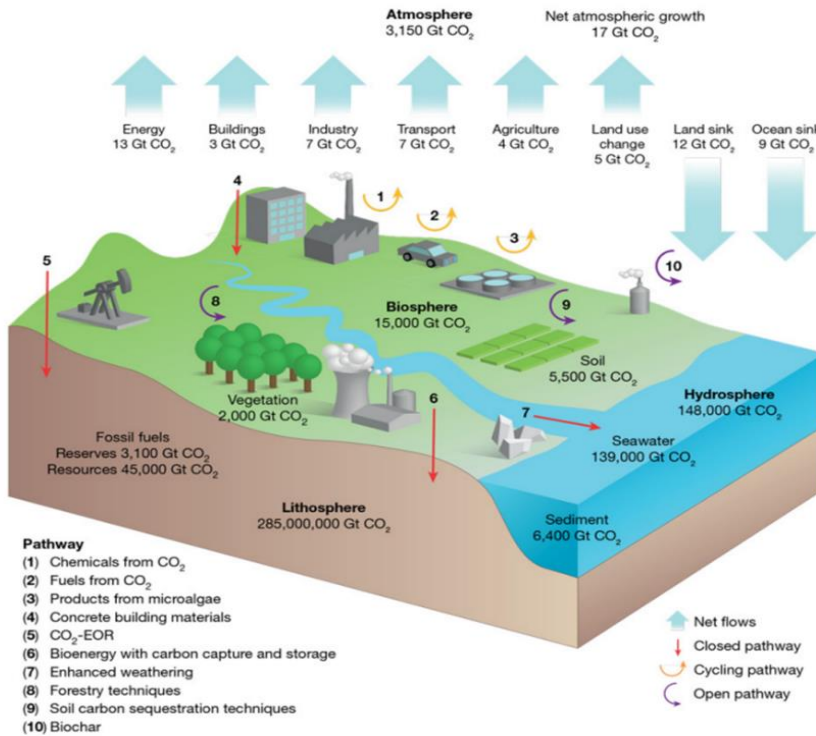 Atmosphere
3,150 Gt CO₂
Net atmospheric growth
17 Gt CO₂
Energy
13 Gt CO₂
Buildings
3 Gt CO₂
Industry
7 Gt CO₂
Transport
7 Gt CO₂
Agriculture
4 Gt CO₂
Land use
change
5 Gt CO₂
Land sink
12 Gt CO₂
Ocean sink
9 Gt CO₂
4
1
2
3
5
10
8
9
Biosphere
15,000 Gt CO₂
Soil
5,500 Gt CO₂
Vegetation
2,000 Gt CO₂
6
7
Hydrosphere
148,000 Gt CO₂
Seawater
139,000 Gt CO₂
Fossil fuels
Reserves 3,100 Gt CO₂
Resources 45,000 Gt CO₂
Lithosphere
285,000,000 Gt CO₂
Sediment
6,400 Gt CO₂
Pathway
(1) Chemicals from CO₂
(2) Fuels from CO₂
(3) Products from microalgae
(4) Concrete building materials
(5) CO₂-EOR
(6) Bioenergy with carbon capture and storage
(7) Enhanced weathering
(8) Forestry techniques
(9) Soil carbon sequestration techniques
(10) Biochar
Net flows
Closed pathway
Cycling pathway
Open pathway